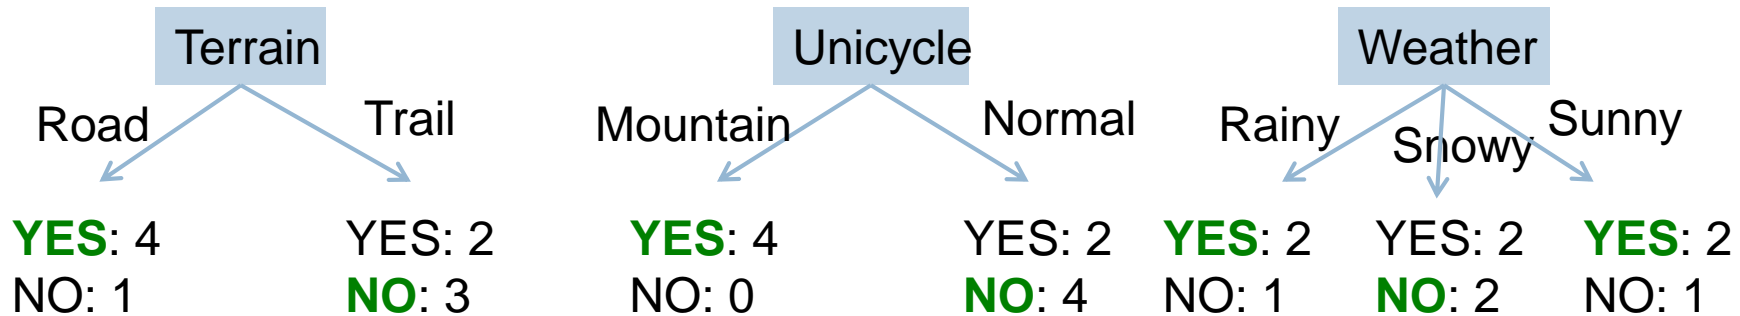 Terrain
Road
Trail
YES: 4
NO: 1
YES: 2
NO: 3
Unicycle
Mountain
Normal
YES: 4
NO: 0
YES: 2
NO: 4
Weather
Rainy
Snowy
Sunny
YES: 2
NO: 1
YES: 2
NO: 2
YES: 2
NO: 1